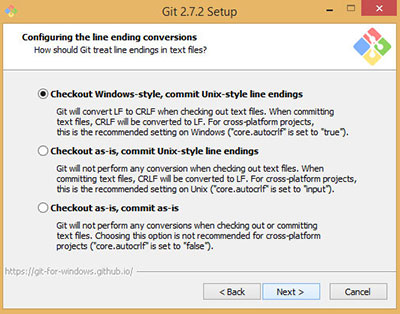 Git 2.7.2 Setup
Configuring the line ending conversions
How should Git treat line endings in text files?
Checkout Windows-style, commit Unix-style line endings
Git will convert LF to CRLF when checking out text files. When committing
text files, CRLF will be converted to LF. For cross-platform projects,
this is the recommended setting on Windows ("core.autocrlf" is set to "true").
Checkout as-is, commit Unix-style line endings
Git will not perform any conversion when checking out text files. When
committing text files, CRLF will be converted to LF. For cross-platform projects,
this is the recommended setting on Unix ("core.autocrlf" is set to "input").
Checkout as-is, commit as-is
Git will not perform any conversions when checking out or committing
text files. Choosing this option is not recommended for cross-platform
projects ("core.autocrlf" is set to "false").
https://git-for-windows.github.io/
< Back
Next >
Cancel